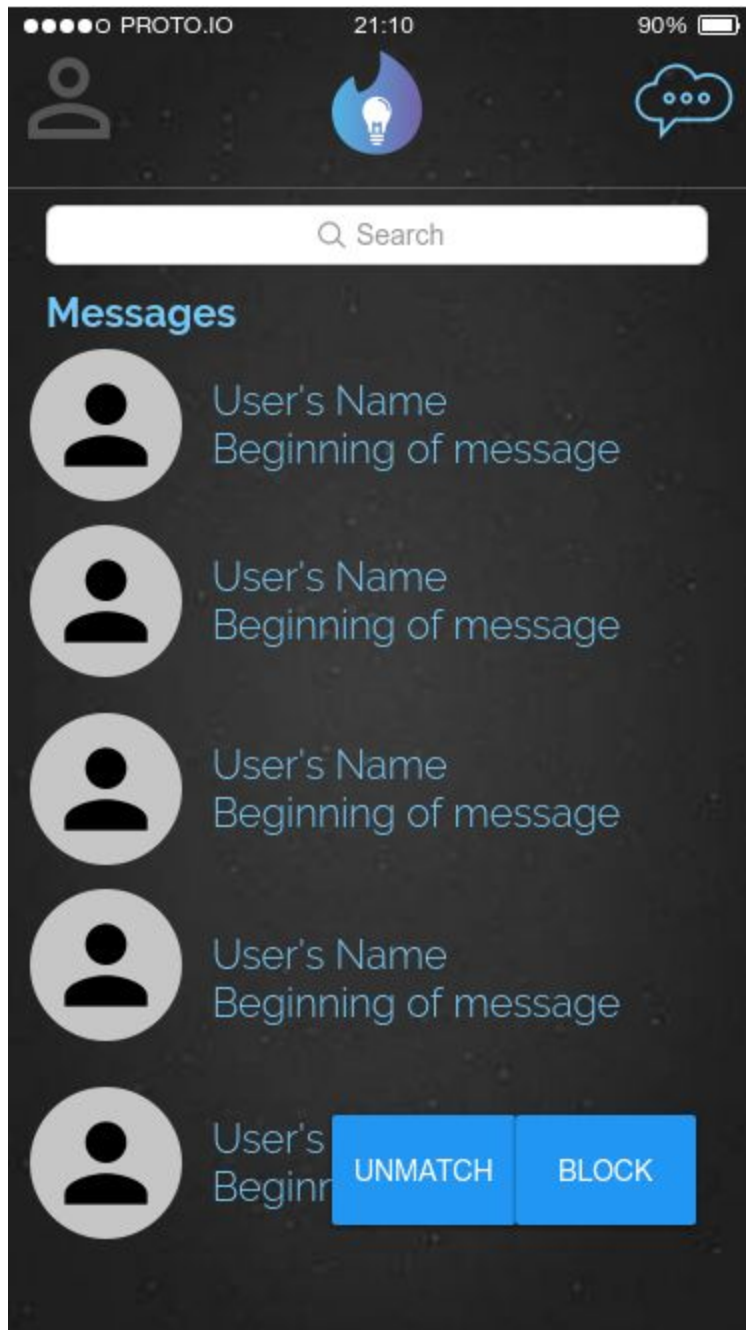 PROTO.IO 21:10 90%
Search
Messages
User's Name
Beginning of message
User's Name
Beginning of message
User's Name
Beginning of message
User's Name
Beginning of message
User's
Beginn
UNMATCH BLOCK